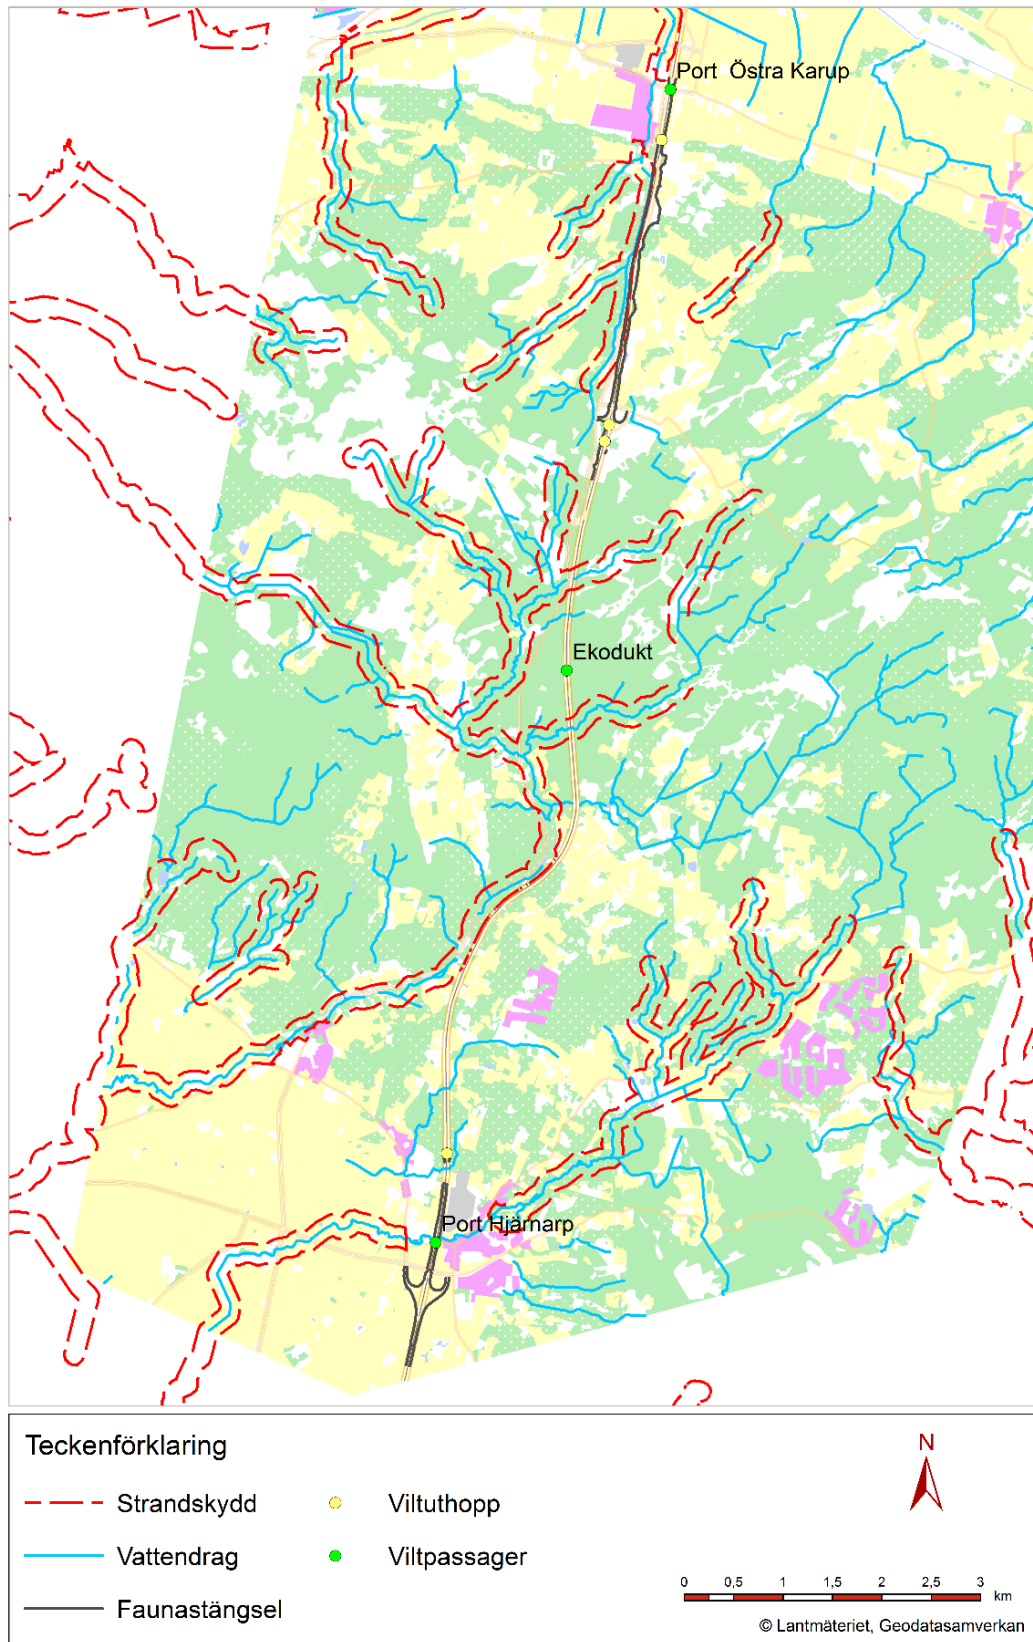 Port Östra Karup
Ekodukt
Port Hjärnarp
Teckenförklaring
Strandskydd
Viltuthopp
Vattendrag
Viltpassager
Faunastängsel
N
0 0,5 1 1,5 2 2,5 3
km
© Lantmäteriet, Geodatasamverkan